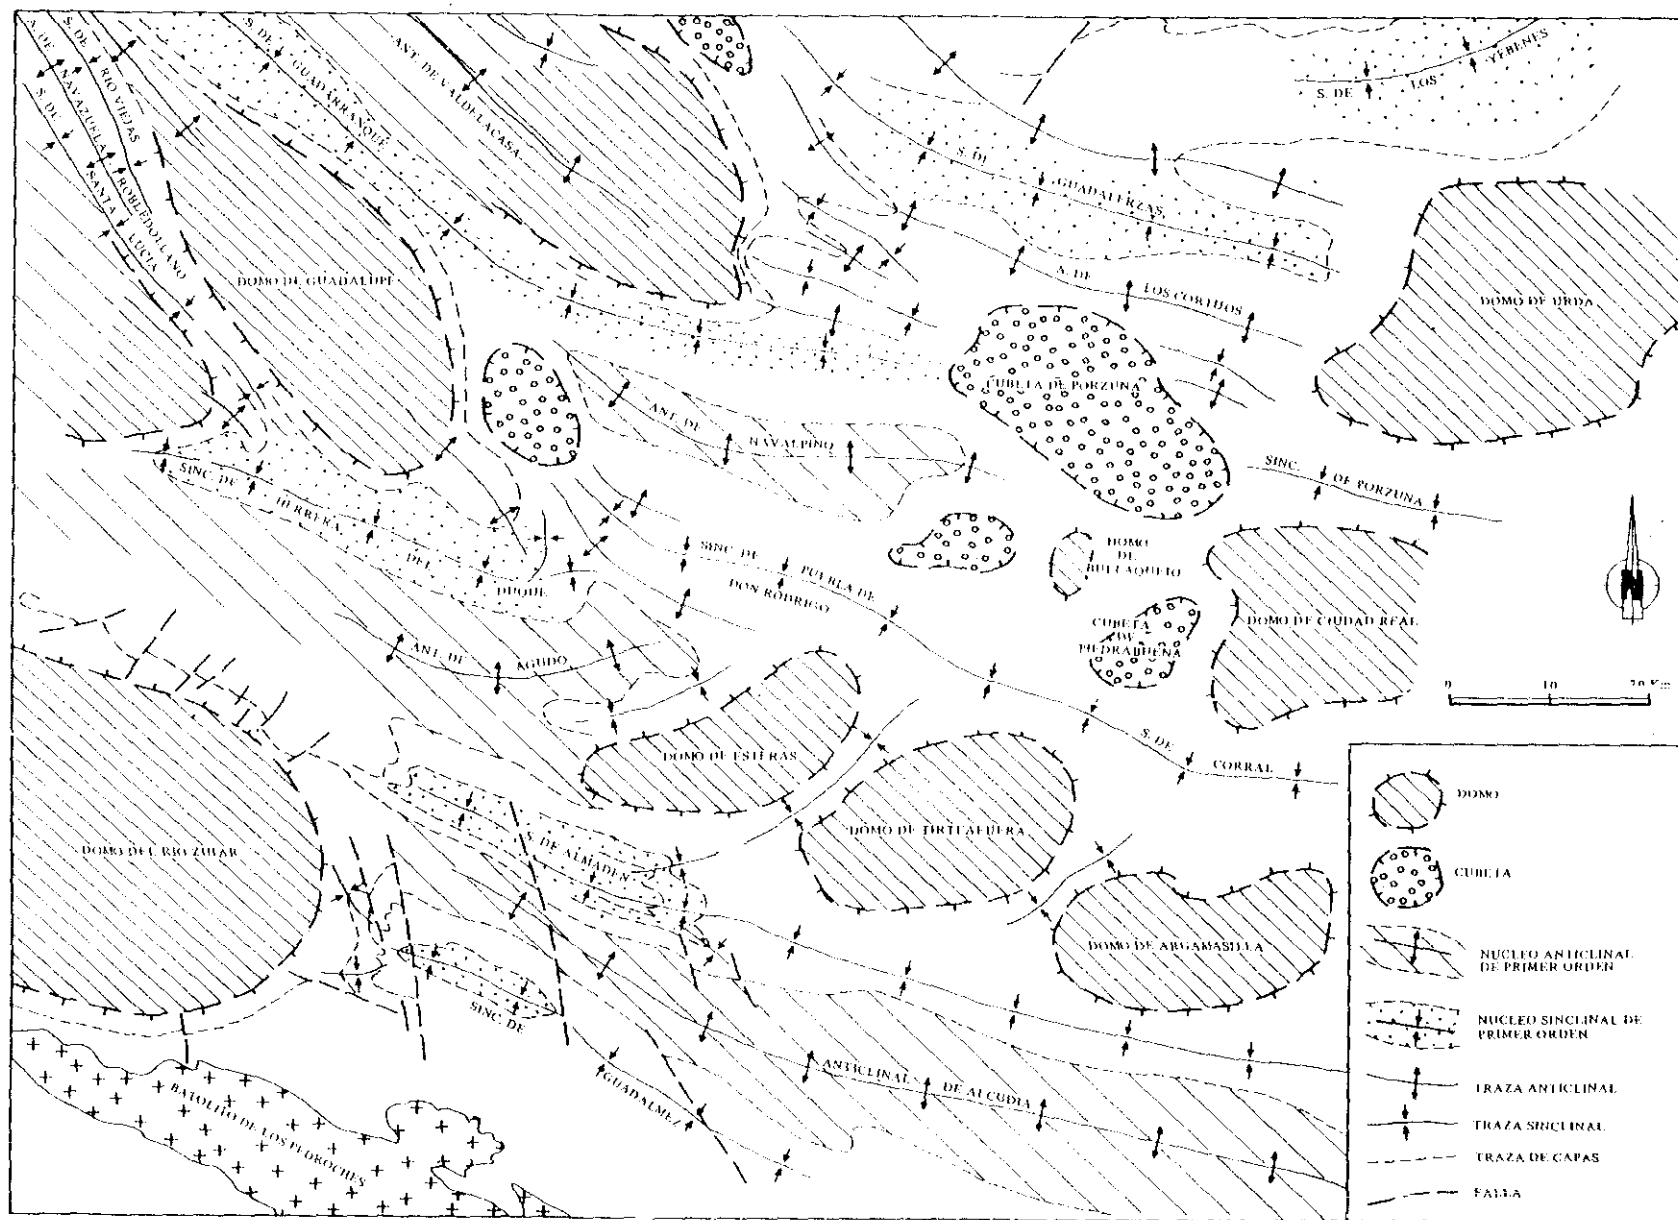 A. DE NAVAZUELA ROBLEDOLLANO
S. DE RIO VIEJAS
S. DE SANTA LUCIA
S. DE GUADARRANQUE
ANT. DE VALDELACASA
S. DE LOS YEBENES
S. DE GUADALERZAS
A. DE LOS CORTIJOS
DOMO DE GUADALUPE
DOMO DE URDA
CUBETA DE PORZUNA
ANT. DE NAVALPINO
SINC. DE PORZUNA
SINC. DE HERRERA DEL DUQUE
SINC. DE PUEBLA DE
DON RODRIGO
DOMO
DE
BULLAQUEJO
CUBETA
DE
PIEDRABUENA
DOMO DE CIUDAD REAL
ANT. DE AGUDO
N
0 10 20 Km
S. DE CORRAL
DOMO DE ESTERAS
DOMO DE TIRTEAFUERA
DOMO DEL RIO ZUJAR
S. DE ALMADEN
DOMO DE ARGAMASILLA
SINC. DE GUADALMEZ
ANTICLINAL DE ALCUDIA
BATOLITO DE LOS PEDROCHES
DOMO
CUBETA
NUCLEO ANTICLINAL
DE PRIMER ORDEN
NUCLEO SINCLINAL DE
PRIMER ORDEN
TRAZA ANTICLINAL
TRAZA SINCLINAL
TRAZA DE CAPAS
FALLA